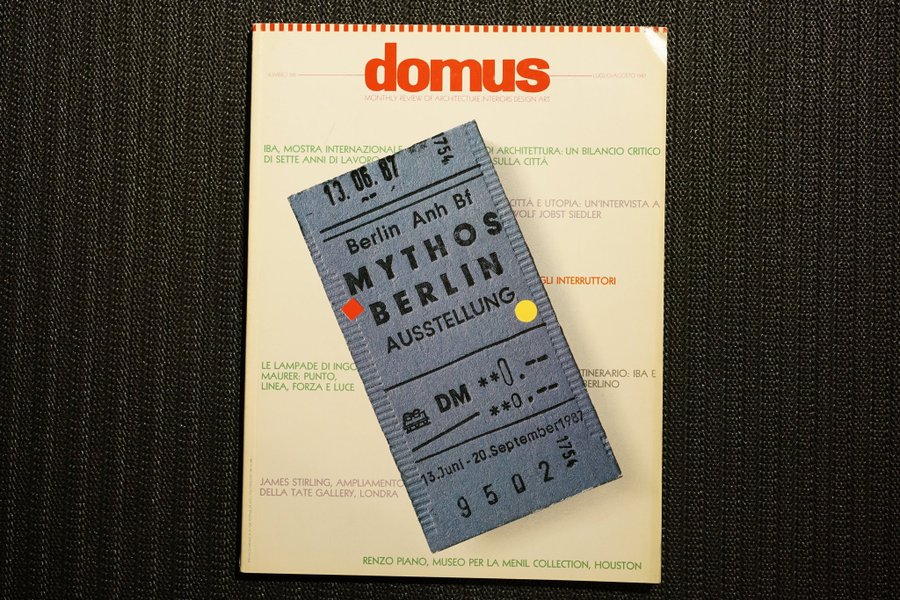 domus
LUGLIO/AGOSTO 1987
MONTHLY REVIEW OF ARCHITECTURE INTERIORS DESIGN ART
IBA, MOSTRA INTERNAZIONALE DI ARCHITETTURA: UN BILANCIO CRITICO
DI SETTE ANNI DI LAVORO SULLA CITTÀ
CITTÀ E UTOPIA: UN'INTERVISTA A
WOLF JOBST SIEDLER
GLI INTERRUTTORI
LE LAMPADE DI INGO
MAURER: PUNTO,
LINEA, FORZA E LUCE
ITINERARIO: IBA E
BERLINO
JAMES STIRLING, AMPLIAMENTO
DELLA TATE GALLERY, LONDRA
RENZO PIANO, MUSEO PER LA MENIL COLLECTION, HOUSTON
13.06.87
1754
Berlin Anh Bf
MYTHOS
BERLIN
AUSSTELLUNG
DM **0.--
**0,--
13.Juni-20.September1987
9502
1754